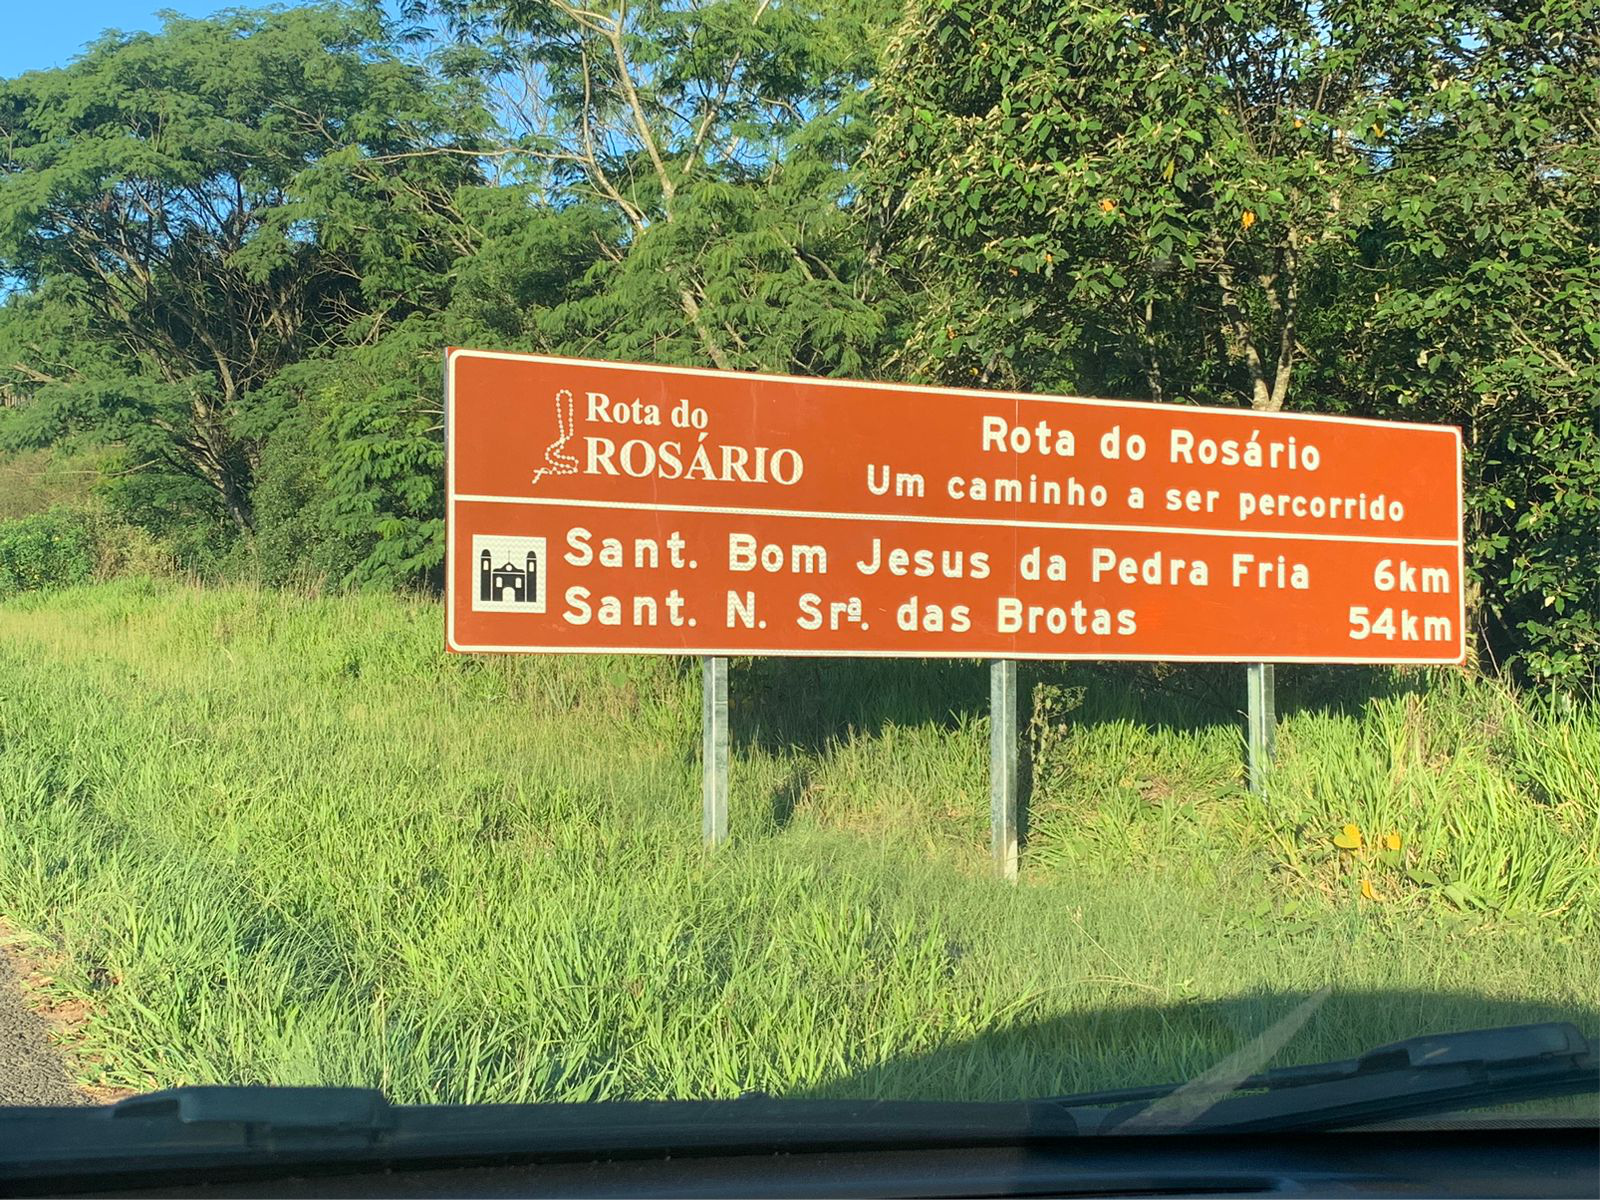 Rota do
ROSÁRIO
Rota do Rosário
Um caminho a ser percorrido
Sant. Bom Jesus da Pedra Fria 6km
Sant. N. Srª. das Brotas 54km